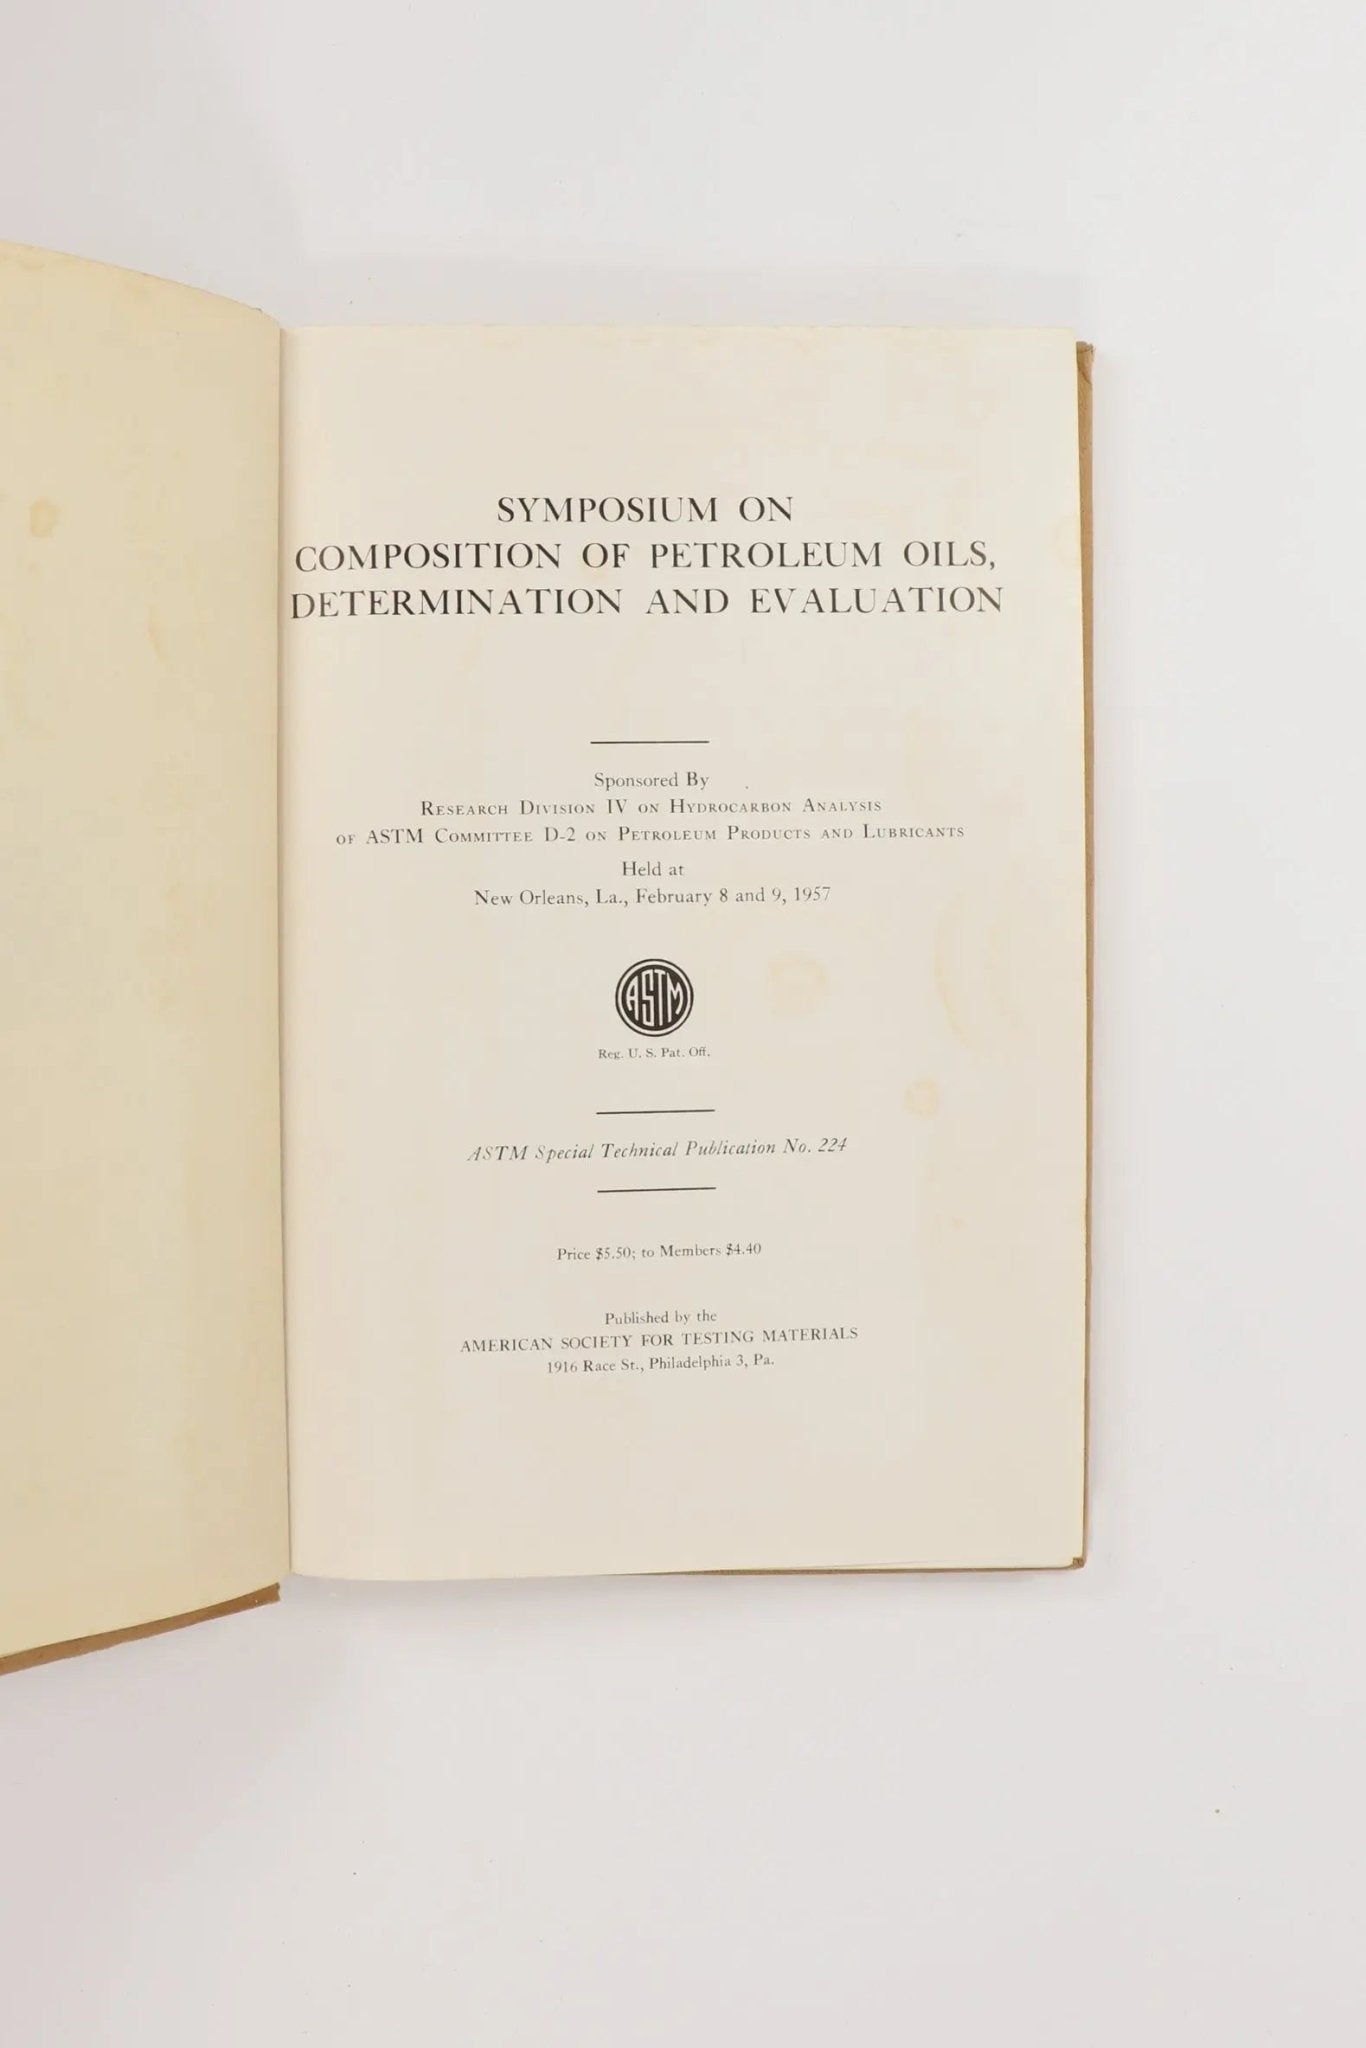 SYMPOSIUM ON
COMPOSITION OF PETROLEUM OILS,
DETERMINATION AND EVALUATION
Sponsored By
Research Division IV on Hydrocarbon Analysis
of ASTM Committee D-2 on Petroleum Products and Lubricants
Held at
New Orleans, La., February 8 and 9, 1957
ASTM
Reg. U. S. Pat. Off.
ASTM Special Technical Publication No. 224
Price $5.50; to Members $4.40
Published by the
AMERICAN SOCIETY FOR TESTING MATERIALS
1916 Race St., Philadelphia 3, Pa.